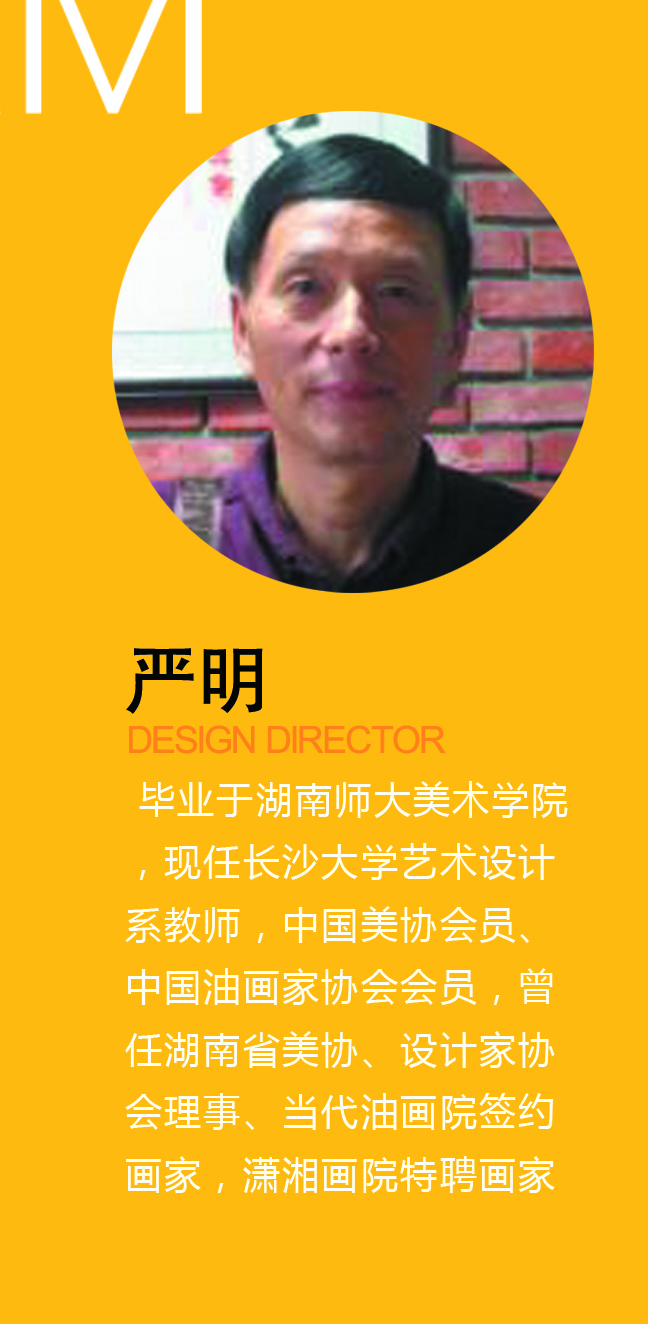 M
严明
DESIGN DIRECTOR
毕业于湖南师大美术学院
，现任长沙大学艺术设计
系教师，中国美协会员、
中国油画家协会会员，曾
任湖南省美协、设计家协
会理事、当代油画院签约
画家，潇湘画院特聘画家